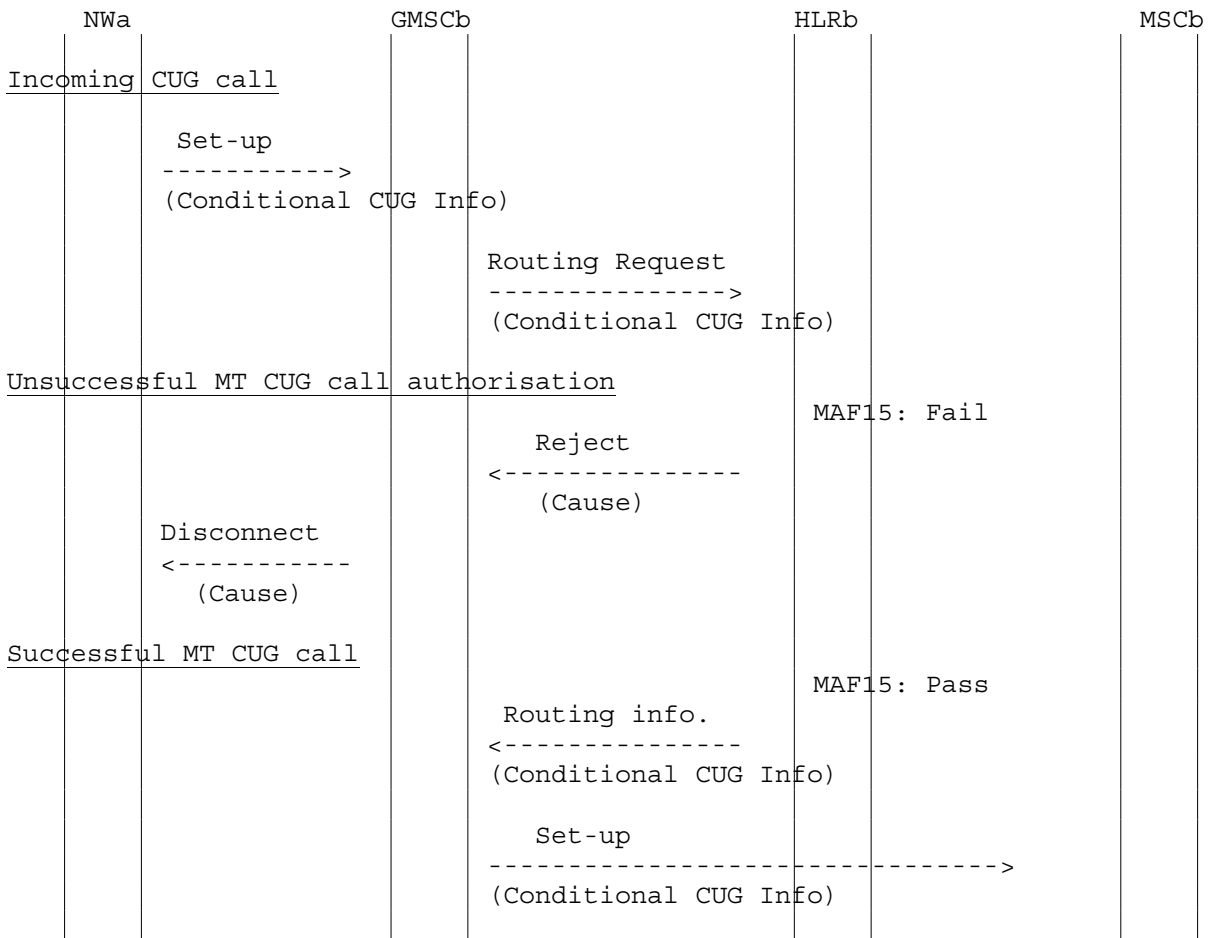 NWa GMSCb HLRb MSCb
Incoming CUG call
Set-up
----------->
(Conditional CUG Info)
Routing Request
--------------->
(Conditional CUG Info)
Unsuccessful MT CUG call authorisation
MAF15: Fail
Reject
<---------------
(Cause)
Disconnect
<-----------
(Cause)
Successful MT CUG call
MAF15: Pass
Routing info.
<---------------
(Conditional CUG Info)
Set-up
-------------------------------->
(Conditional CUG Info)